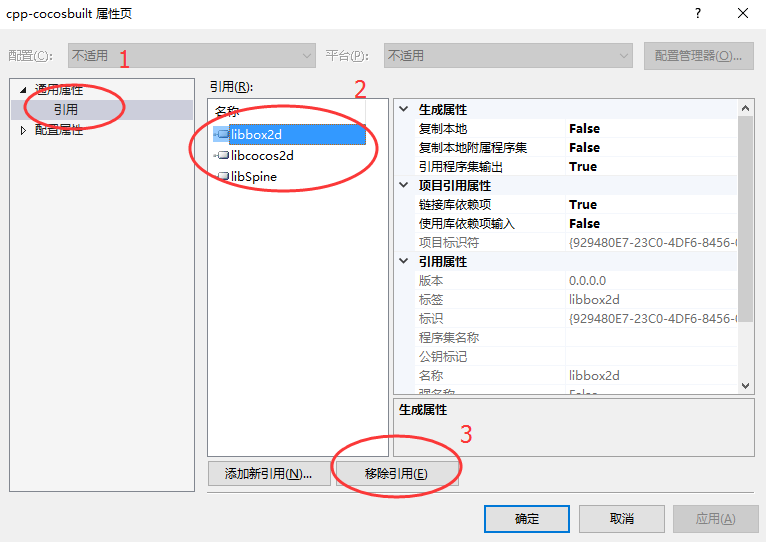 cpp-cocosbuilt 属性页
配置(C): 不适用 平台(P): 不适用 配置管理器(O)...
1
通用属性
引用
配置属性
引用(R):
2
名称
libbox2d
libcocos2d
libSpine
生成属性
复制本地 False
复制本地附属程序集 False
引用程序集输出 True
项目引用属性
链接库依赖项 True
使用库依赖项输入 False
项目标识符 {929480E7-23C0-4DF6-8456-
引用属性
版本 0.0.0.0
标签 libbox2d
标识 {929480E7-23C0-4DF6-8456-
程序集名称
公钥标记
名称 libbox2d
强名称 False
生成属性
3
添加新引用(N)... 移除引用(E)
确定 取消 应用(A)